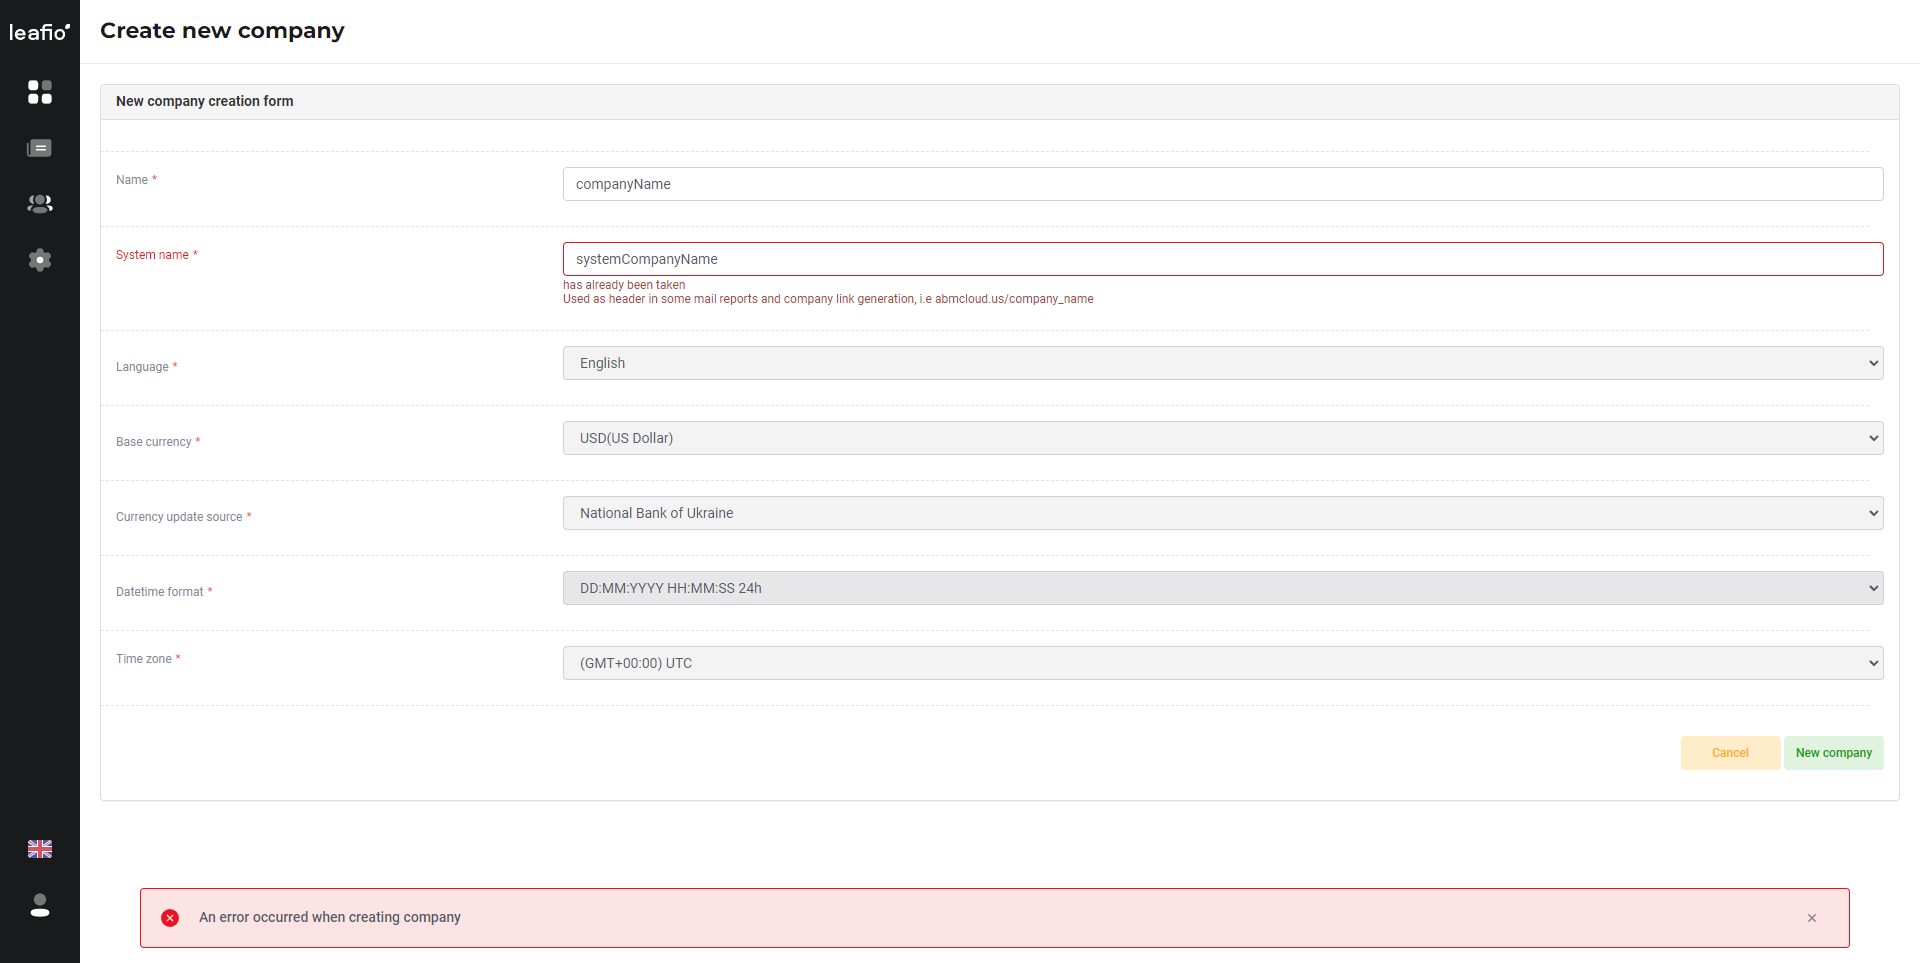 leafio
Create new company
New company creation form
Name *
companyName
System name *
systemCompanyName
has already been taken
Used as header in some mail reports and company link generation, i.e abmcloud.us/company_name
Language *
English
Base currency *
USD(US Dollar)
Currency update source *
National Bank of Ukraine
Datetime format *
DD:MM:YYYY HH:MM:SS 24h
Time zone *
(GMT+00:00) UTC
Cancel
New company
An error occurred when creating company